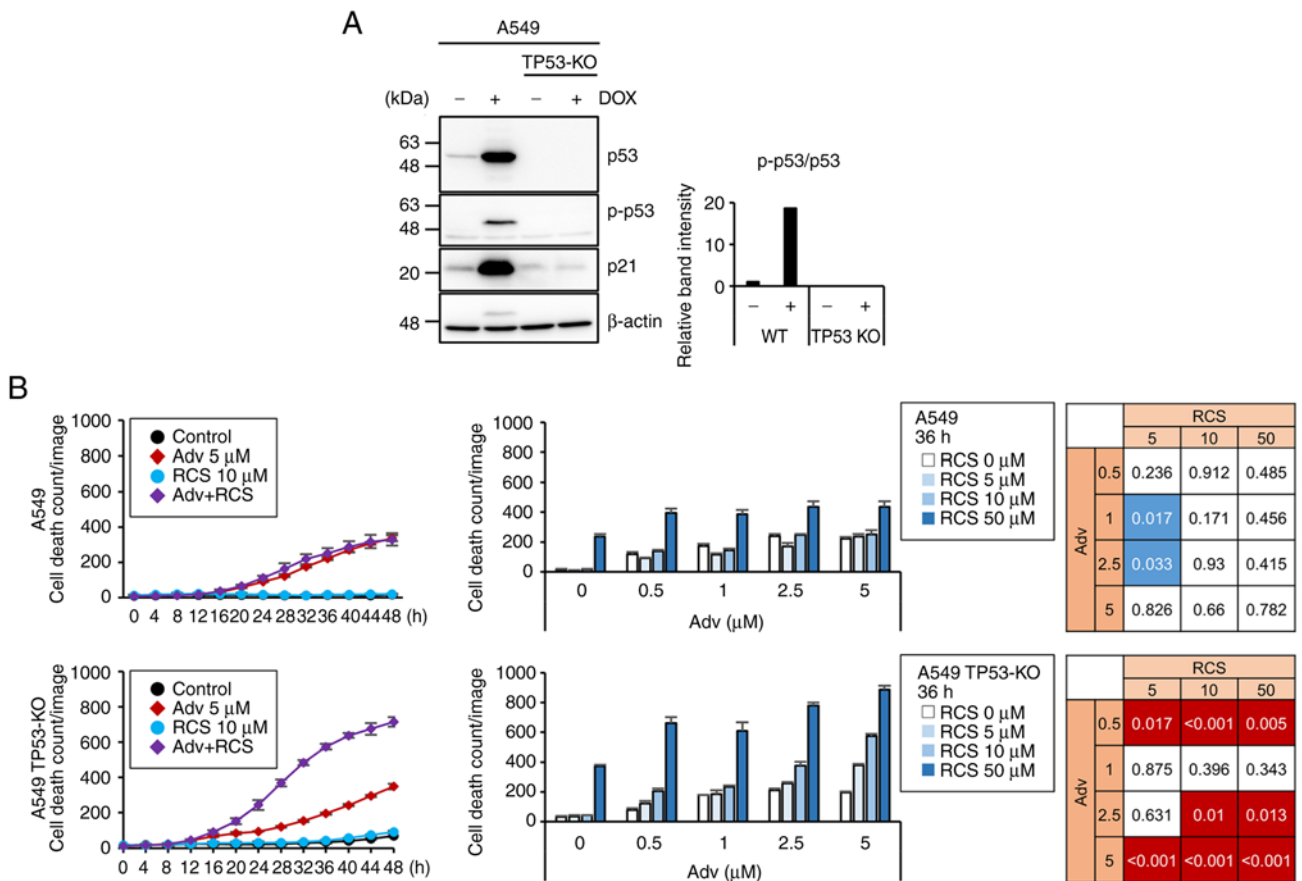 A
A549
TP53-KO
(kDa) – + – + DOX
63
48
p53
63
48
p-p53
20
p21
48
β-actin
p-p53/p53
Relative band intensity
20
10
0
– + – +
WT TP53 KO
B
A549
Cell death count/image
1000
800
600
400
200
0
Control
Adv 5 μM
RCS 10 μM
Adv+RCS
0 4 8 12 16 20 24 28 32 36 40 44 48 (h)
Cell death count/image
1000
800
600
400
200
0
0 0.5 1 2.5 5
Adv (μM)
A549
36 h
RCS 0 μM
RCS 5 μM
RCS 10 μM
RCS 50 μM
RCS
5 10 50
Adv
0.5 0.236 0.912 0.485
1 0.017 0.171 0.456
2.5 0.033 0.93 0.415
5 0.826 0.66 0.782
A549 TP53-KO
Cell death count/image
1000
800
600
400
200
0
Control
Adv 5 μM
RCS 10 μM
Adv+RCS
0 4 8 12 16 20 24 28 32 36 40 44 48 (h)
Cell death count/image
1000
800
600
400
200
0
0 0.5 1 2.5 5
Adv (μM)
A549 TP53-KO
36 h
RCS 0 μM
RCS 5 μM
RCS 10 μM
RCS 50 μM
RCS
5 10 50
Adv
0.5 0.017 <0.001 0.005
1 0.875 0.396 0.343
2.5 0.631 0.01 0.013
5 <0.001 <0.001 <0.001